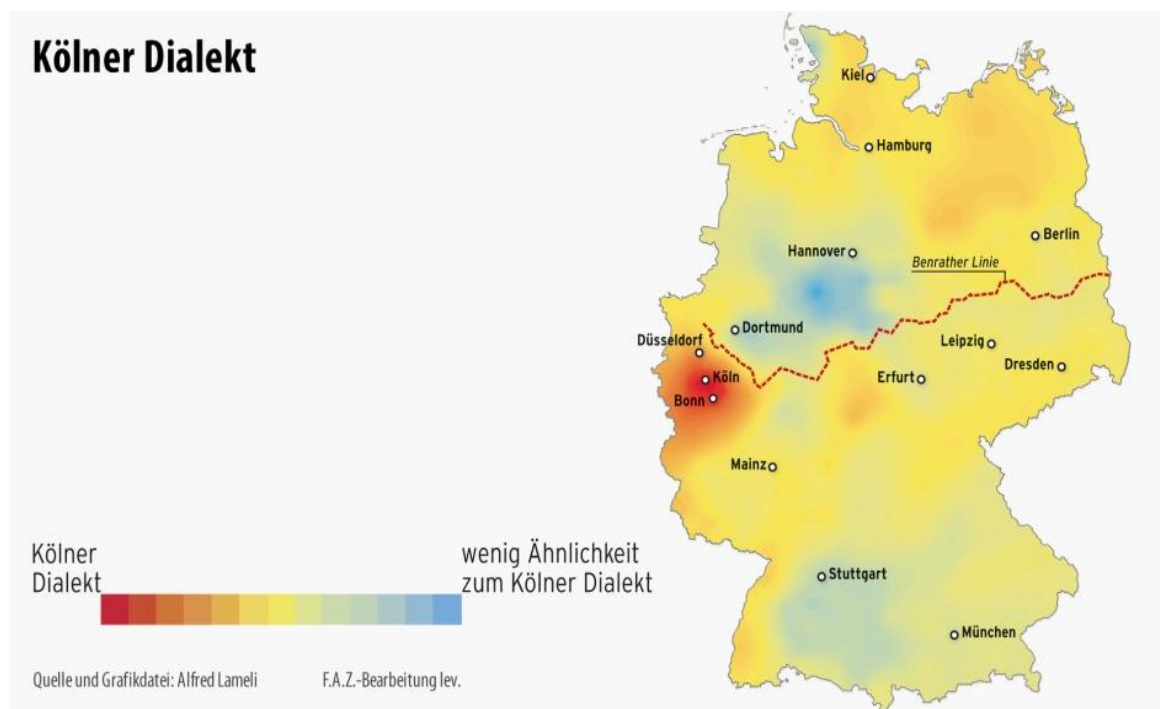 Kölner Dialekt
Kiel
Hamburg
Hannover
Berlin
Benrather Linie
Dortmund
Düsseldorf
Leipzig
Köln
Erfurt
Dresden
Bonn
Mainz
Kölner
Dialekt
wenig Ähnlichkeit
zum Kölner Dialekt
Stuttgart
München
Quelle und Grafikdatei: Alfred Lameli
F.A.Z.-Bearbeitung lev.